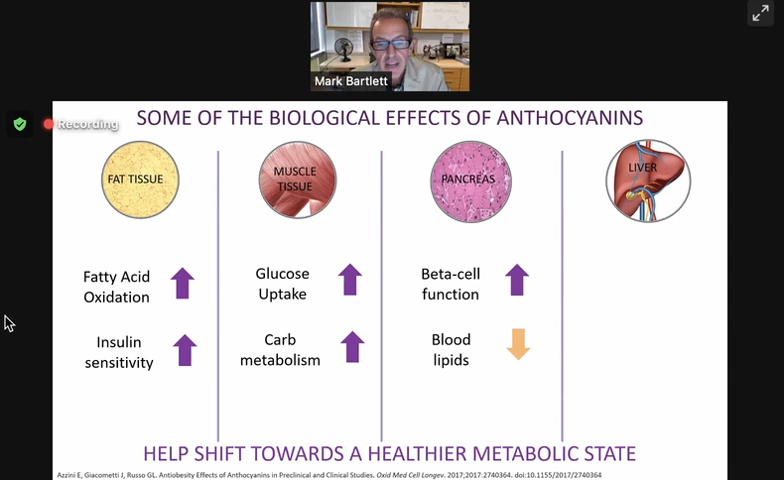 Mark Bartlett
Recording
SOME OF THE BIOLOGICAL EFFECTS OF ANTHOCYANINS
FAT TISSUE
MUSCLE
TISSUE
PANCREAS
LIVER
Fatty Acid
Oxidation
Glucose
Uptake
Beta-cell
function
Insulin
sensitivity
Carb
metabolism
Blood
lipids
HELP SHIFT TOWARDS A HEALTHIER METABOLIC STATE
Azzini E, Giacometti J, Russo GL. Antiobesity Effects of Anthocyanins in Preclinical and Clinical Studies. Oxid Med Cell Longev. 2017;2017:2740364. doi:10.1155/2017/2740364